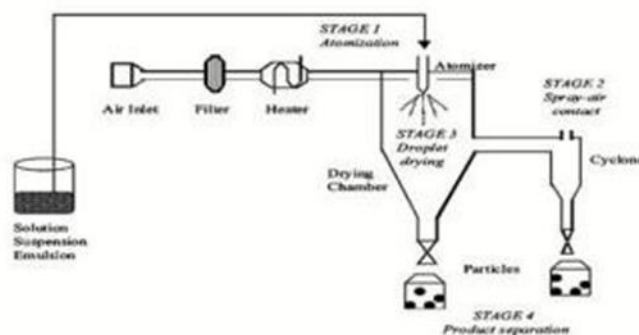 STAGE 1
Atomization
Atomizer
Air Inlet
Filter
Heater
STAGE 2
Spray-air
contact
STAGE 3
Droplet
drying
Drying
Chamber
Cyclone
Solution
Suspension
Emulsion
Particles
STAGE 4
Product separation